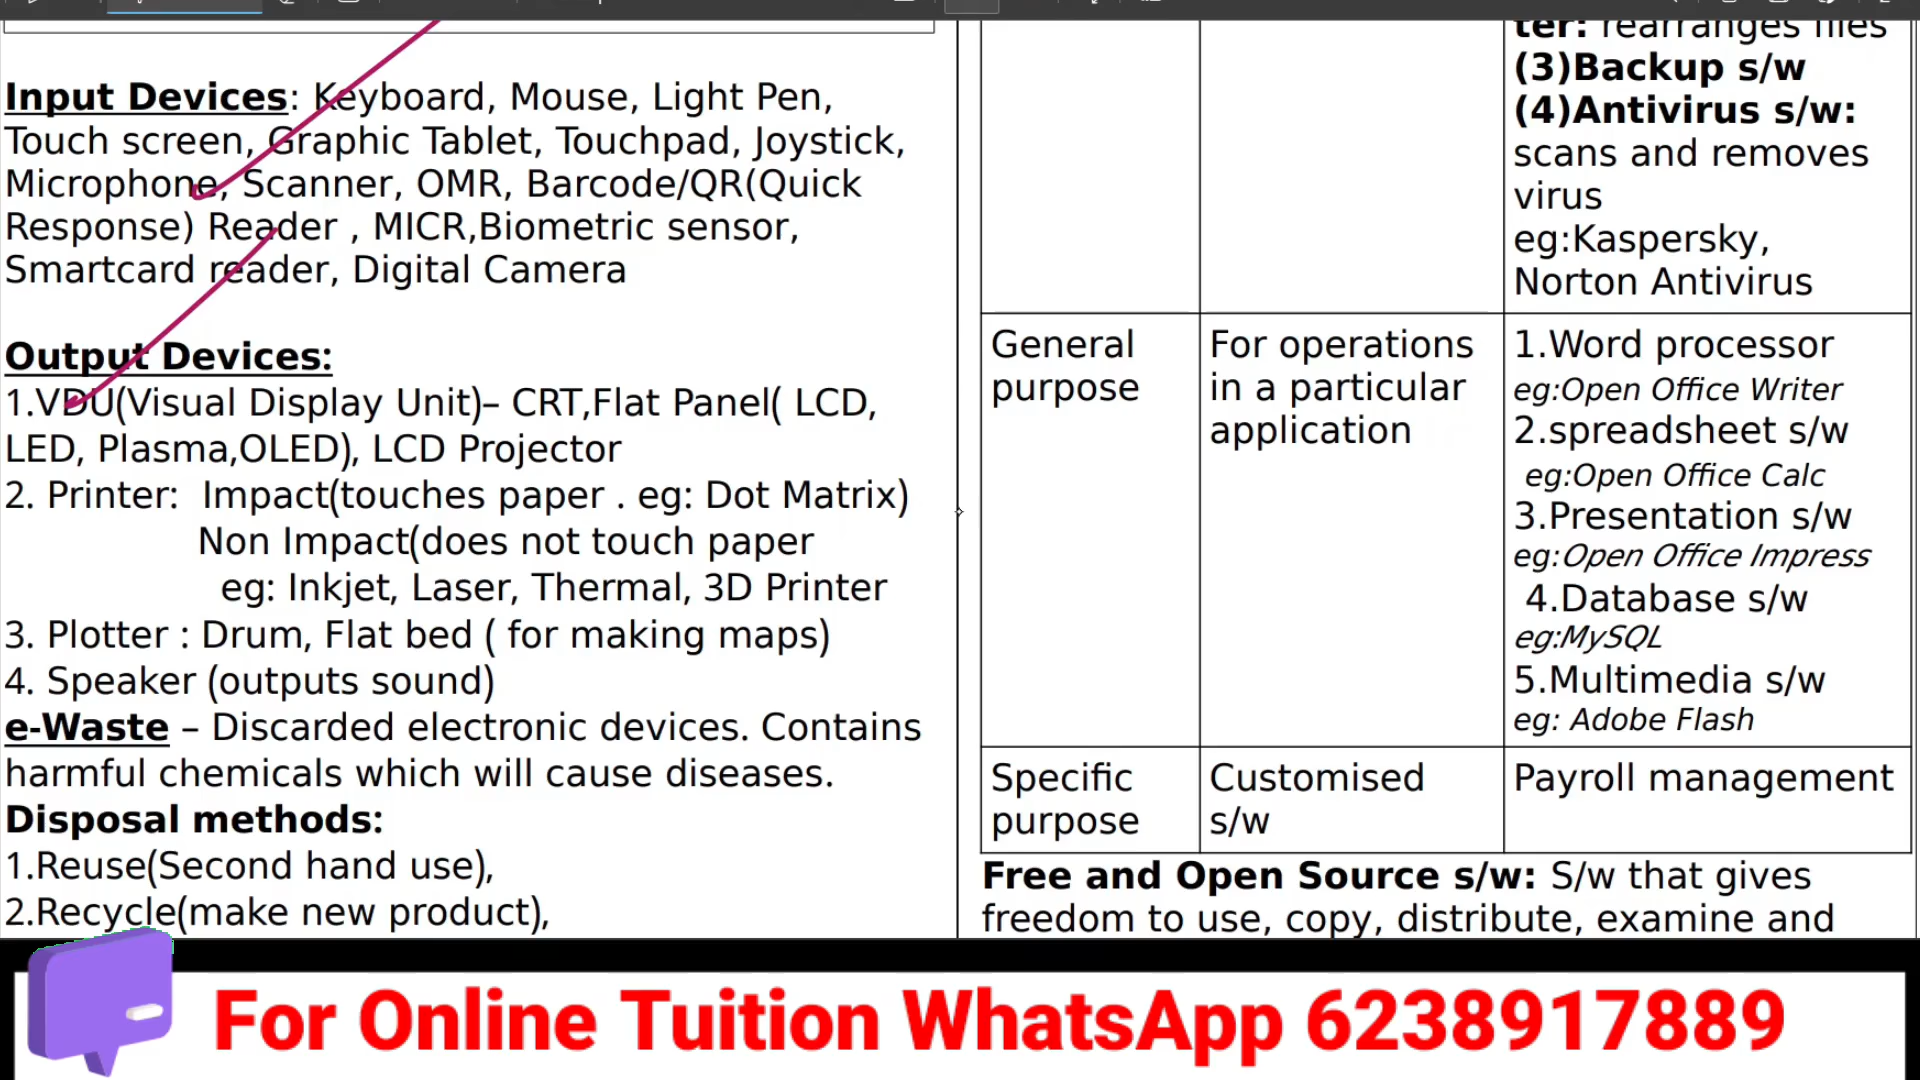 Input Devices: Keyboard, Mouse, Light Pen,
Touch screen, Graphic Tablet, Touchpad, Joystick,
Microphone, Scanner, OMR, Barcode/QR(Quick
Response) Reader , MICR,Biometric sensor,
Smartcard reader, Digital Camera
Output Devices:
1.VDU(Visual Display Unit)– CRT,Flat Panel( LCD,
LED, Plasma,OLED), LCD Projector
2. Printer: Impact(touches paper . eg: Dot Matrix)
Non Impact(does not touch paper
eg: Inkjet, Laser, Thermal, 3D Printer
3. Plotter : Drum, Flat bed ( for making maps)
4. Speaker (outputs sound)
e-Waste – Discarded electronic devices. Contains
harmful chemicals which will cause diseases.
Disposal methods:
1.Reuse(Second hand use),
2.Recycle(make new product),
ter: rearranges files
(3)Backup s/w
(4)Antivirus s/w:
scans and removes
virus
eg:Kaspersky,
Norton Antivirus
General
purpose
For operations
in a particular
application
1.Word processor
eg:Open Office Writer
2.spreadsheet s/w
eg:Open Office Calc
3.Presentation s/w
eg:Open Office Impress
4.Database s/w
eg:MySQL
5.Multimedia s/w
eg: Adobe Flash
Specific
purpose
Customised
s/w
Payroll management
Free and Open Source s/w: S/w that gives
freedom to use, copy, distribute, examine and
For Online Tuition WhatsApp 6238917889